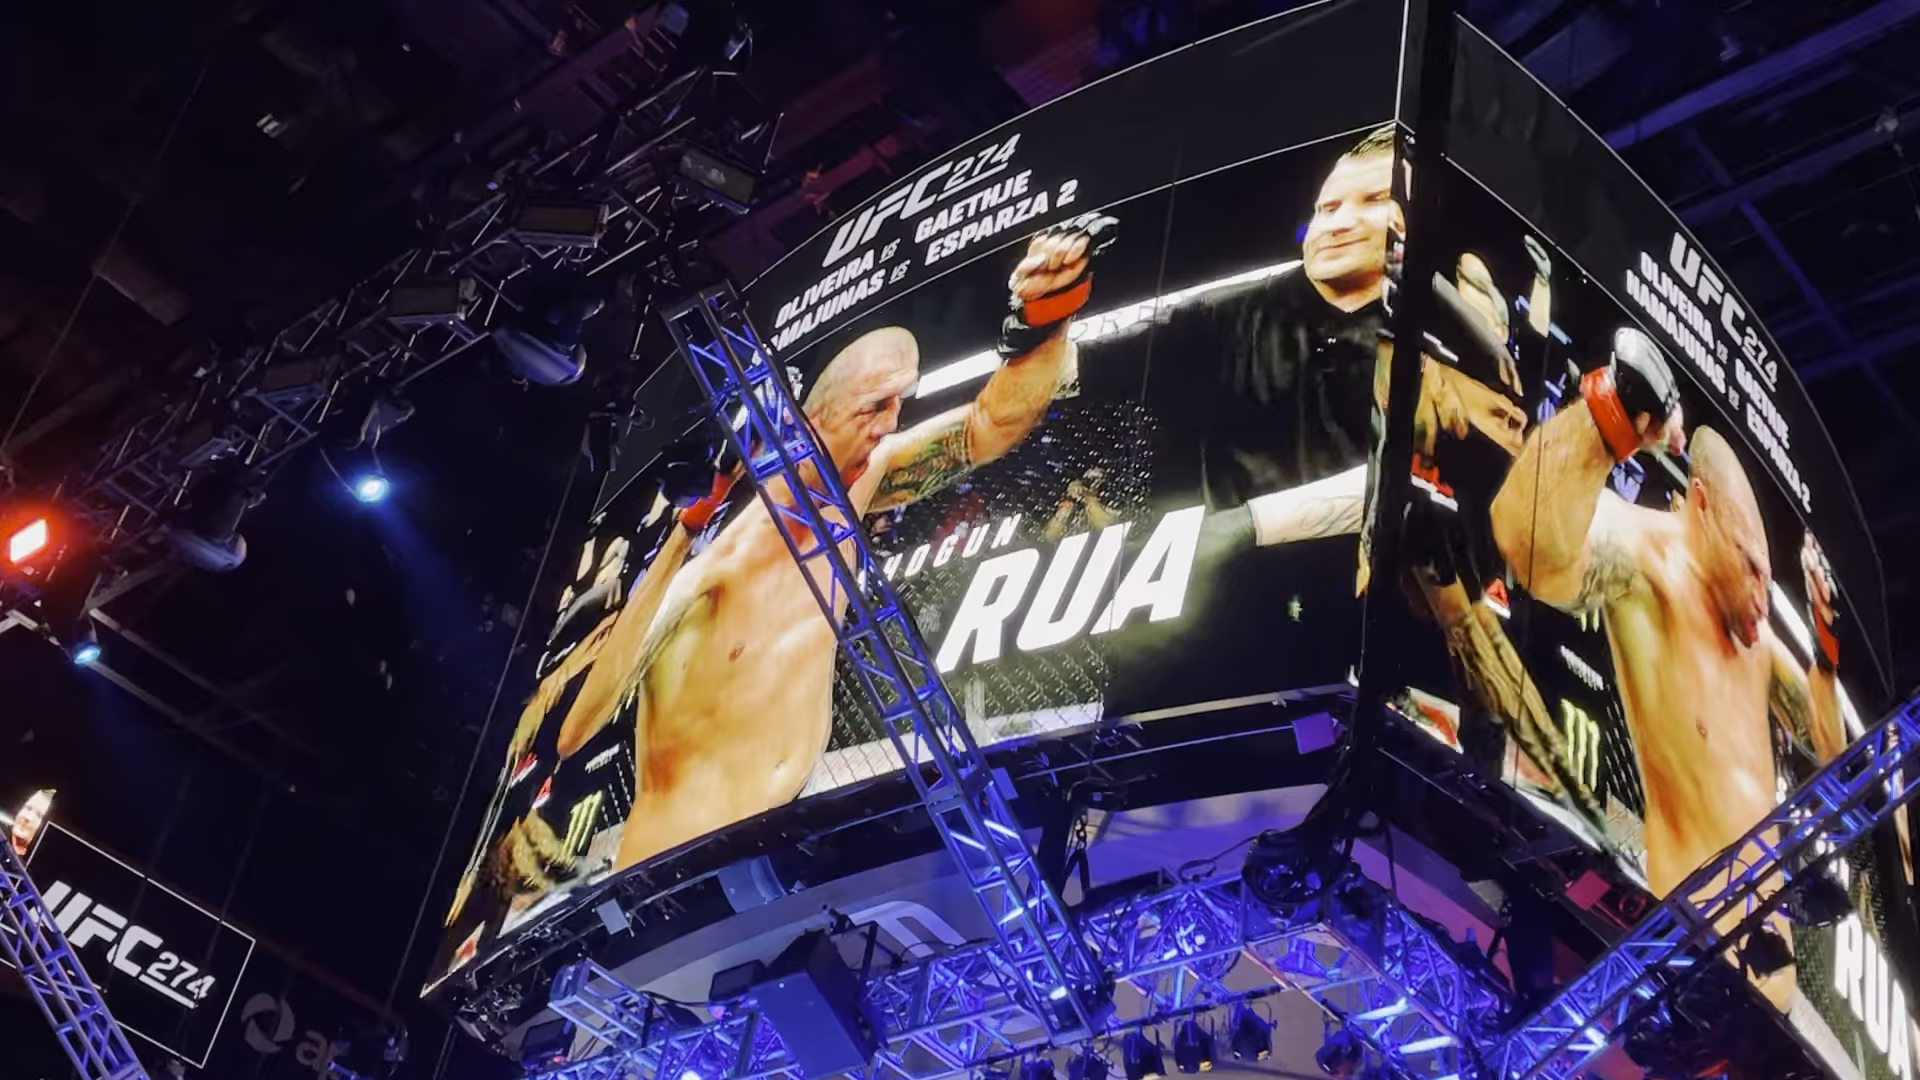 UFC 274
OLIVEIRA VS GAETHJE
NAMAJUNAS VS ESPARZA 2
SHOGUN
RUA
UFC 274
OLIVEIRA VS GAETHJE
NAMAJUNAS VS ESPARZA 2
RUA
UFC 274